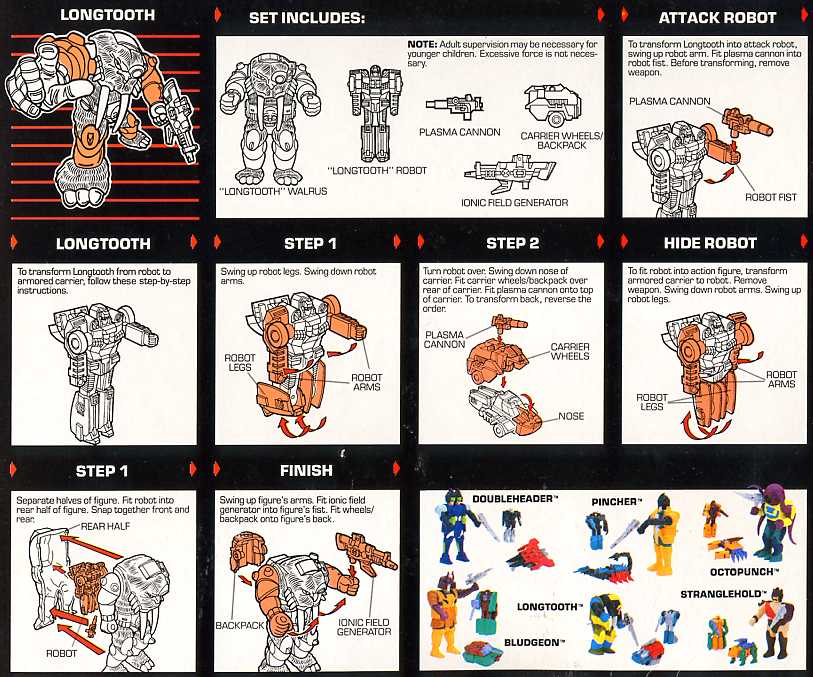 LONGTOOTH
SET INCLUDES:
NOTE: Adult supervision may be necessary for
younger children. Excessive force is not neces-
sary.
PLASMA CANNON
CARRIER WHEELS/
BACKPACK
"LONGTOOTH" ROBOT
"LONGTOOTH" WALRUS
IONIC FIELD GENERATOR
ATTACK ROBOT
To transform Longtooth into attack robot,
swing up robot arm. Fit plasma cannon into
robot fist. Before transforming, remove
weapon.
PLASMA CANNON
ROBOT FIST
LONGTOOTH
To transform Longtooth from robot to
armored carrier, follow these step-by-step
instructions.
STEP 1
Swing up robot legs. Swing down robot
arms.
ROBOT
LEGS
ROBOT
ARMS
STEP 2
Turn robot over. Swing down nose of
carrier. Fit carrier wheels/backpack over
rear of carrier. Fit plasma cannon onto top
of carrier. To transform back, reverse the
order.
PLASMA
CANNON
CARRIER
WHEELS
NOSE
HIDE ROBOT
To fit robot into action figure, transform
armored carrier to robot. Remove
weapon. Swing down robot arms. Swing up
robot legs.
ROBOT
ARMS
ROBOT
LEGS
STEP 1
Separate halves of figure. Fit robot into
rear half of figure. Snap together front and
rear.
REAR HALF
ROBOT
FINISH
Swing up figure's arms. Fit ionic field
generator into figure's fist. Fit wheels/
backpack onto figure's back.
BACKPACK
IONIC FIELD
GENERATOR
DOUBLEHEADER™
PINCHER™
OCTOPUNCH™
STRANGLEHOLD™
LONGTOOTH™
BLUDGEON™